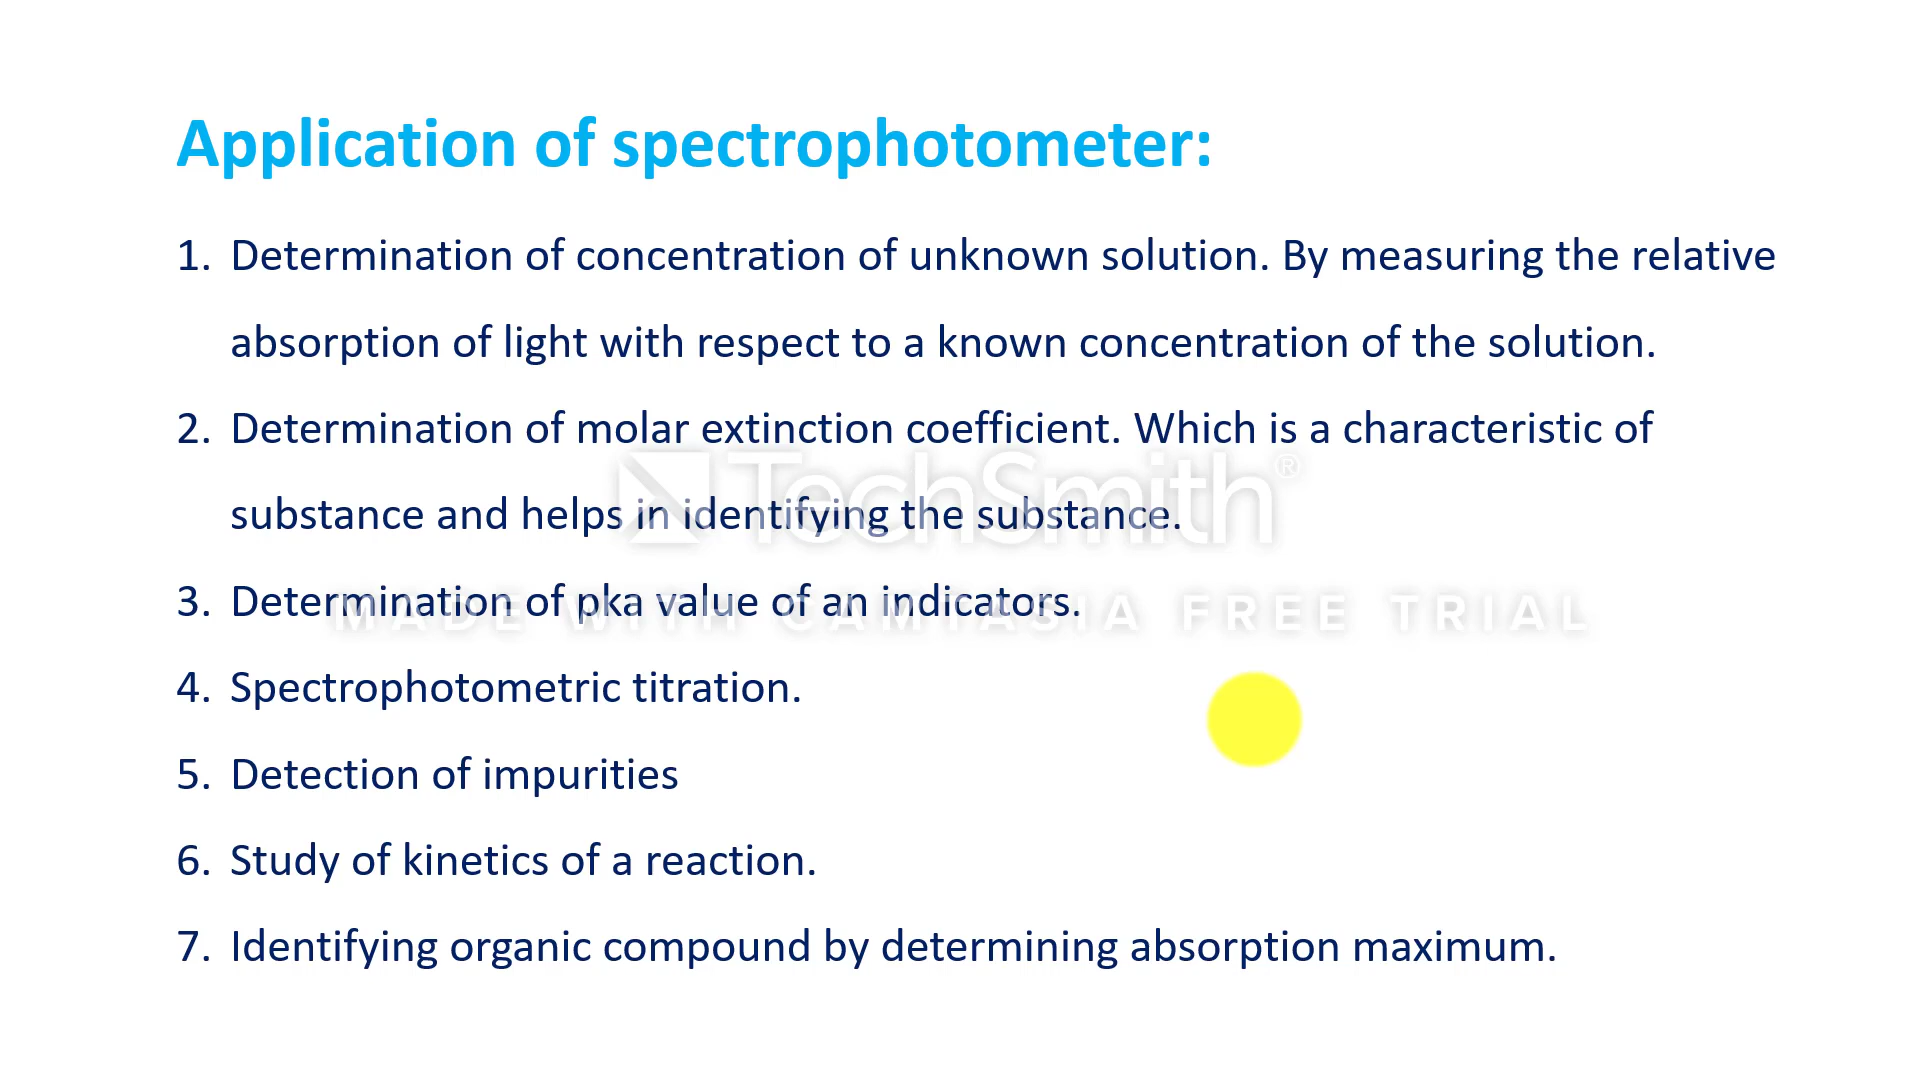 Application of spectrophotometer:
1. Determination of concentration of unknown solution. By measuring the relative
absorption of light with respect to a known concentration of the solution.
2. Determination of molar extinction coefficient. Which is a characteristic of
substance and helps in identifying the substance.
TechSmith®
3. Determination of pka value of an indicators.
MADE WITH CAMTASIA FREE TRIAL
4. Spectrophotometric titration.
5. Detection of impurities
6. Study of kinetics of a reaction.
7. Identifying organic compound by determining absorption maximum.